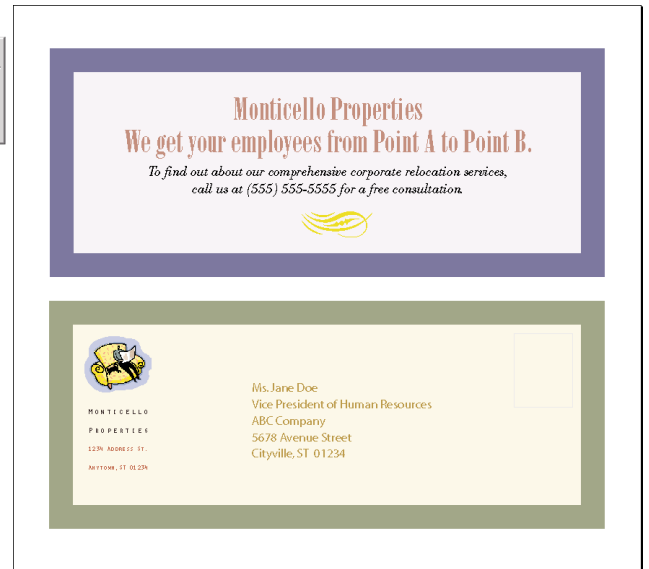 Monticello Properties
We get your employees from Point A to Point B.
To find out about our comprehensive corporate relocation services,
call us at (555) 555-5555 for a free consultation.
Monticello
Properties
1234 Address St.
Anytown, ST 01234
Ms. Jane Doe
Vice President of Human Resources
ABC Company
5678 Avenue Street
Cityville, ST 01234